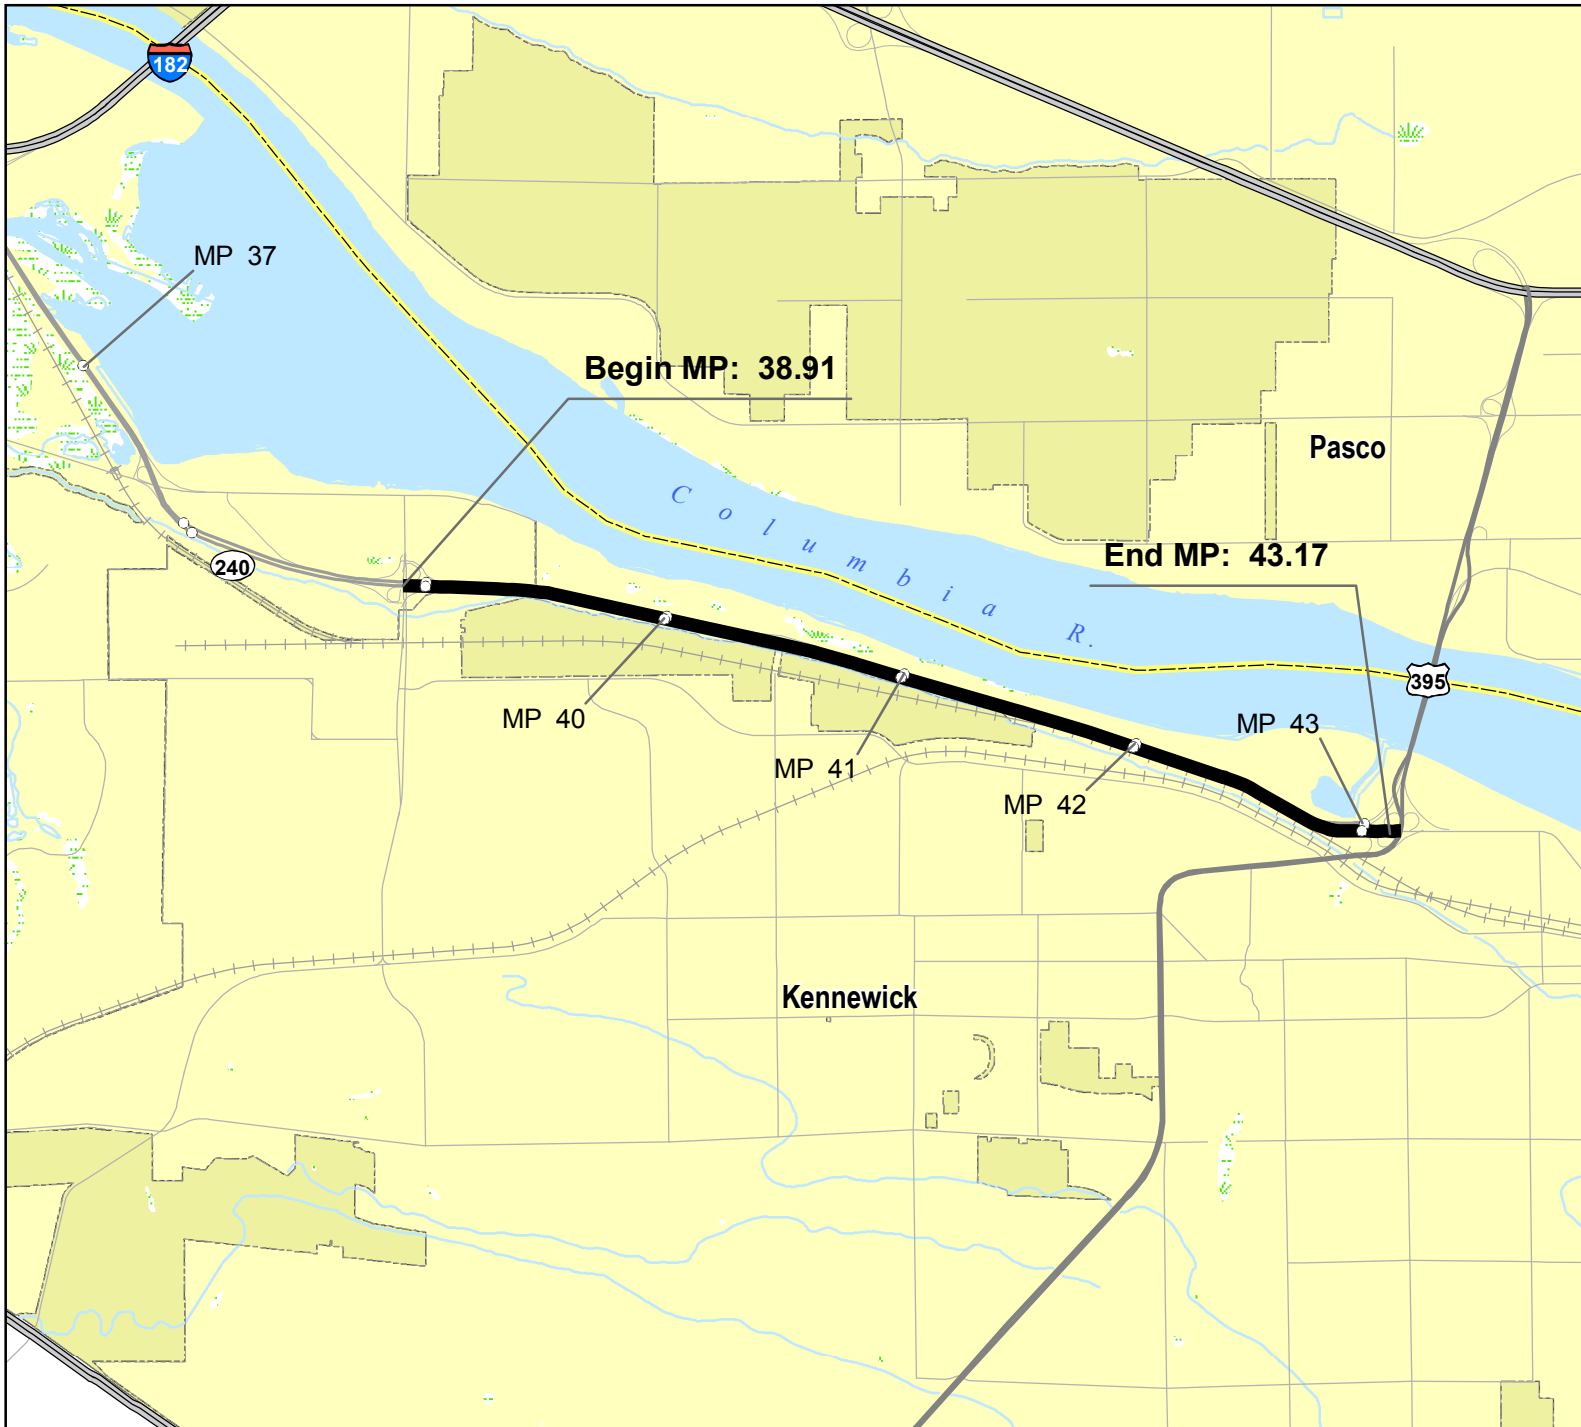 182
MP 37
Begin MP: 38.91
Pasco
Columbia R.
End MP: 43.17
240
395
MP 40
MP 43
MP 41
MP 42
Kennewick